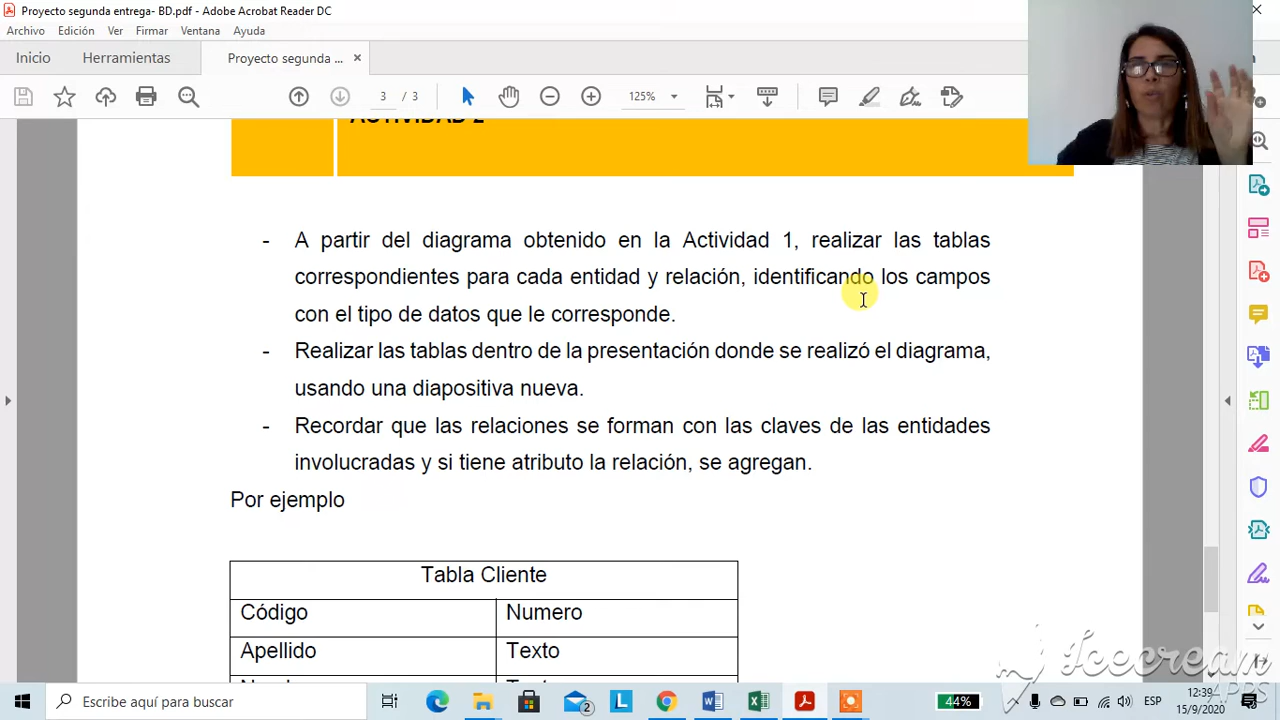 Proyecto segunda entrega- BD.pdf - Adobe Acrobat Reader DC
Archivo Edición Ver Firmar Ventana Ayuda
Inicio Herramientas Proyecto segunda ... ×
3 / 3 125%
ACTIVIDAD 2
- A partir del diagrama obtenido en la Actividad 1, realizar las tablas
correspondientes para cada entidad y relación, identificando los campos
con el tipo de datos que le corresponde.
- Realizar las tablas dentro de la presentación donde se realizó el diagrama,
usando una diapositiva nueva.
- Recordar que las relaciones se forman con las claves de las entidades
involucradas y si tiene atributo la relación, se agregan.
Por ejemplo
Tabla Cliente
Código Numero
Apellido Texto
Icecream
APPS
Escribe aquí para buscar
2
44%
ESP
12:39
15/9/2020